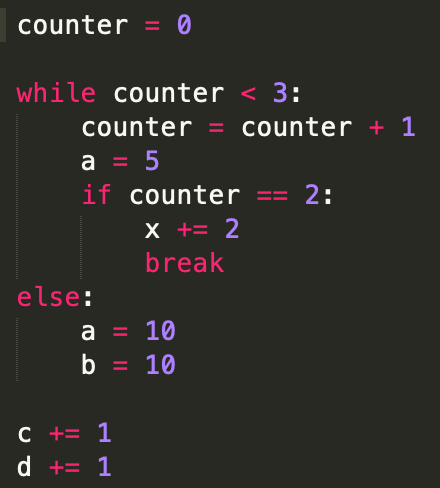 counter = 0

while counter < 3:
    counter = counter + 1
    a = 5
    if counter == 2:
        x += 2
        break
else:
    a = 10
    b = 10

c += 1
d += 1